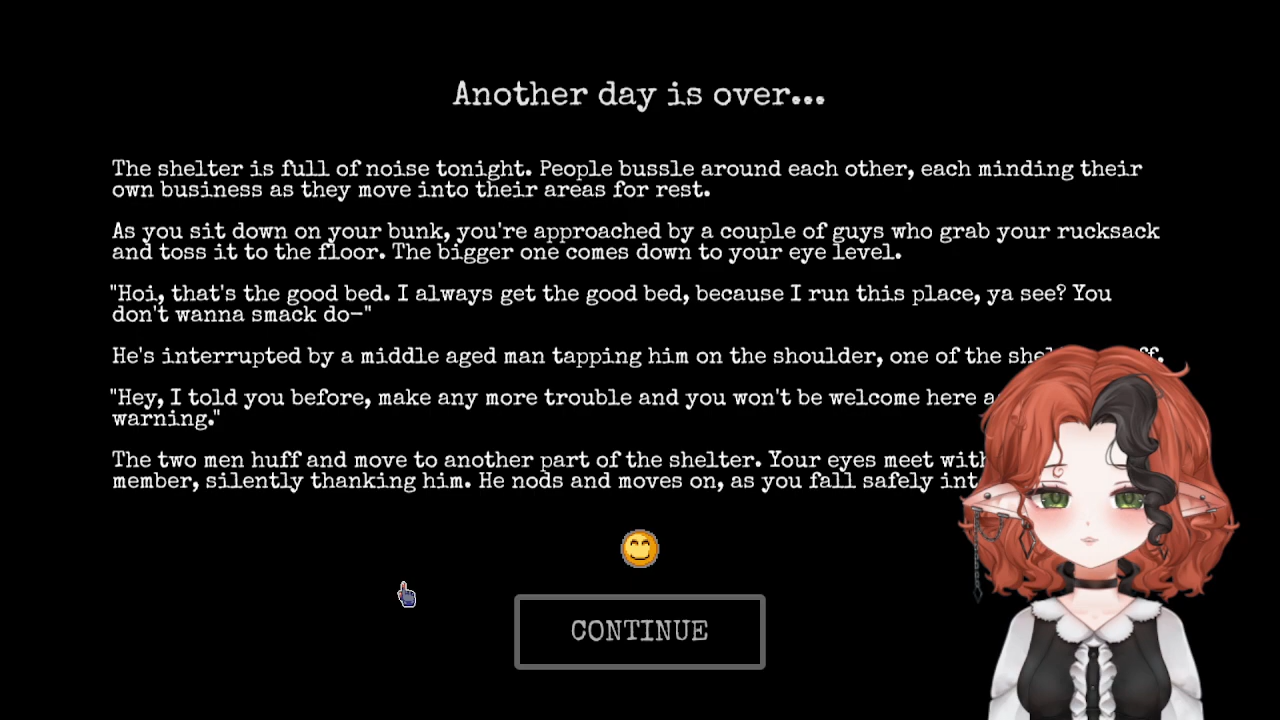 Another day is over...
The shelter is full of noise tonight. People bussle around each other, each minding their
own business as they move into their areas for rest.
As you sit down on your bunk, you're approached by a couple of guys who grab your rucksack
and toss it to the floor. The bigger one comes down to your eye level.
"Hoi, that's the good bed. I always get the good bed, because I run this place, ya see? You
don't wanna smack do-"
He's interrupted by a middle aged man tapping him on the shoulder, one of the
"Hey, I told you before, make any more trouble and you won't be welcome here
warning."
The two men huff and move to another part of the shelter. Your eyes meet
member, silently thanking him. He nods and moves on, as you fall safely
CONTINUE